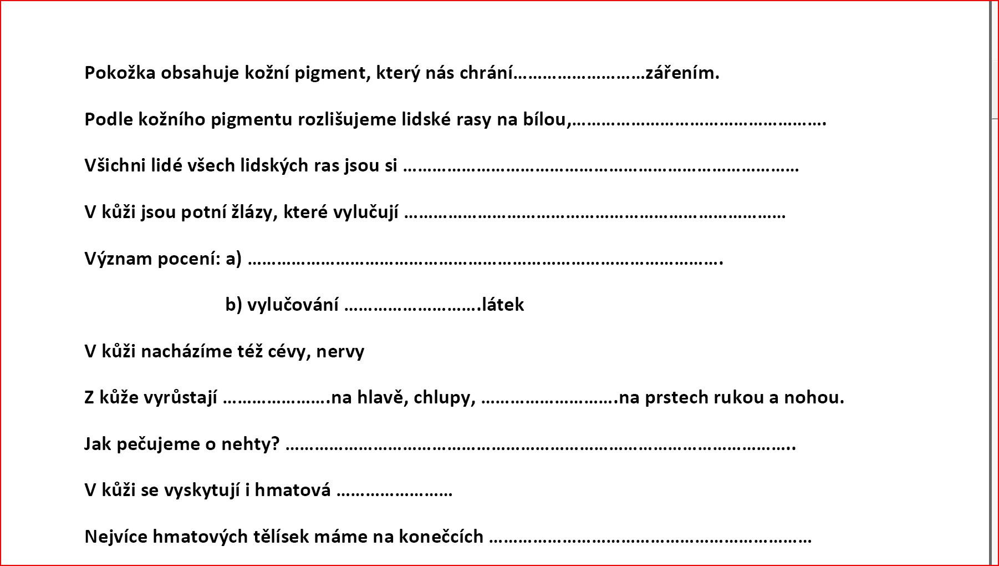 Pokožka obsahuje kožní pigment, který nás chrání………………………zářením.
Podle kožního pigmentu rozlišujeme lidské rasy na bílou,…………………………………………….
Všichni lidé všech lidských ras jsou si ………………………………………………………………………
V kůži jsou potní žlázy, které vylučují ……………………………………………………………………
Význam pocení: a) …………………………………………………………………………………….
b) vylučování ……………………….látek
V kůži nacházíme též cévy, nervy
Z kůže vyrůstají ………………….na hlavě, chlupy, ……………………….na prstech rukou a nohou.
Jak pečujeme o nehty? …………………………………………………………………………………………..
V kůži se vyskytují i hmatová ……………………
Nejvíce hmatových tělísek máme na konečcích …………………………………………………………